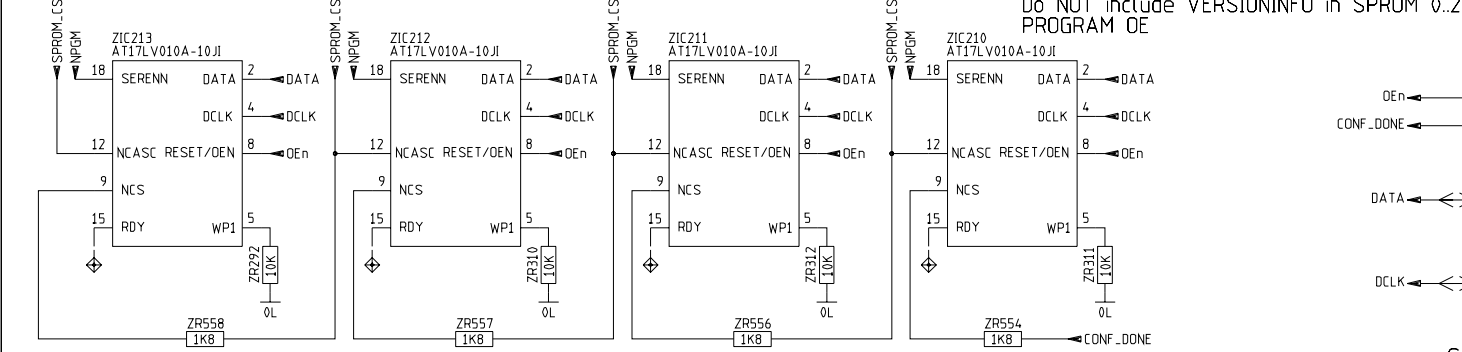 Do NOT include VERSIONINFO in SPROM 0..2
PROGRAM OE
SPROM_CS
NPGM
ZIC213
AT17LV010A-10JI
18 SERENN DATA 2 DATA
DCLK 4 DCLK
12 NCASC RESET/OEN 8 OEn
9 NCS
15 RDY WP1 5
ZR292 10K
0L
ZR558
1K8
SPROM_CS
NPGM
ZIC212
AT17LV010A-10JI
18 SERENN DATA 2 DATA
DCLK 4 DCLK
12 NCASC RESET/OEN 8 OEn
9 NCS
15 RDY WP1 5
ZR310 10K
0L
ZR557
1K8
SPROM_CS
NPGM
ZIC211
AT17LV010A-10JI
18 SERENN DATA 2 DATA
DCLK 4 DCLK
12 NCASC RESET/OEN 8 OEn
9 NCS
15 RDY WP1 5
ZR312 10K
0L
ZR556
1K8
SPROM_CS
NPGM
ZIC210
AT17LV010A-10JI
18 SERENN DATA 2 DATA
DCLK 4 DCLK
12 NCASC RESET/OEN 8 OEn
9 NCS
15 RDY WP1 5
ZR311 10K
0L
ZR554
1K8
CONF_DONE
OEn
CONF_DONE
DATA
DCLK